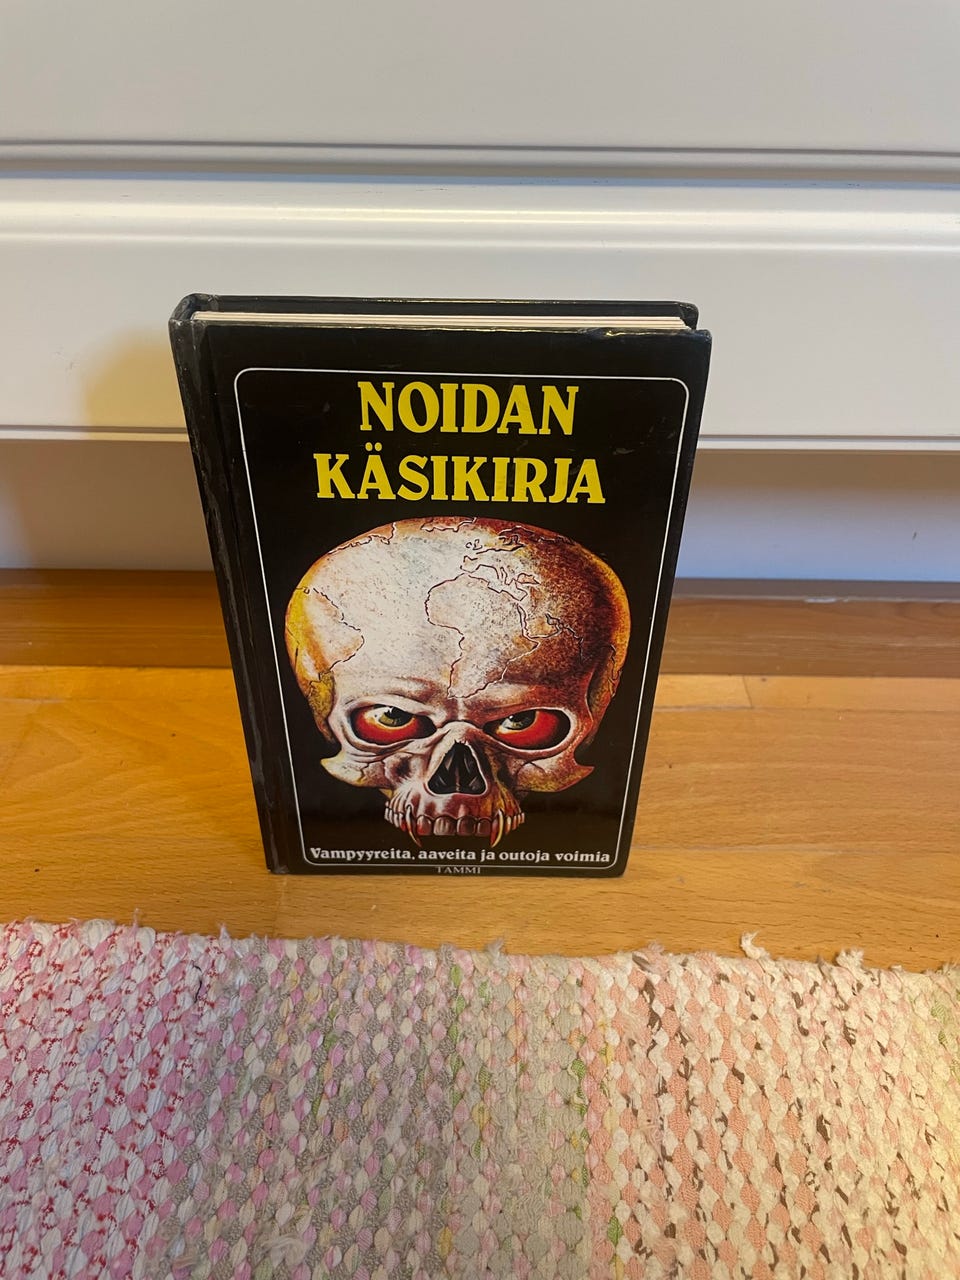 NOIDAN
KÄSIKIRJA
Vampyyreita, aaveita ja outoja voimia
TAMMI